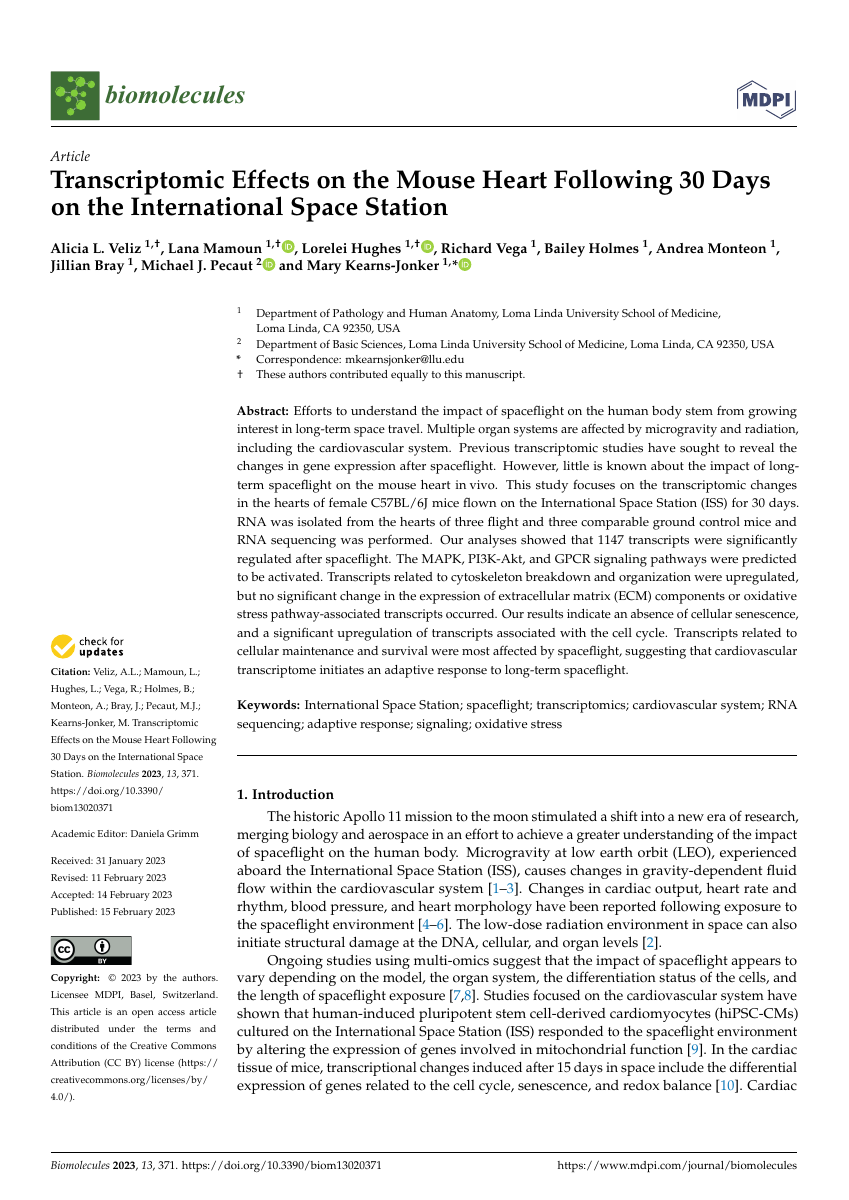 biomolecules
MDPI
Article
Transcriptomic Effects on the Mouse Heart Following 30 Days
on the International Space Station
Alicia L. Veliz 1,†, Lana Mamoun 1,† iD, Lorelei Hughes 1,† iD, Richard Vega 1, Bailey Holmes 1, Andrea Monteon 1,
Jillian Bray 1, Michael J. Pecaut 2 iD and Mary Kearns-Jonker 1,* iD
1 Department of Pathology and Human Anatomy, Loma Linda University School of Medicine,
Loma Linda, CA 92350, USA
2 Department of Basic Sciences, Loma Linda University School of Medicine, Loma Linda, CA 92350, USA
* Correspondence: mkearnsjonker@llu.edu
† These authors contributed equally to this manuscript.
Abstract: Efforts to understand the impact of spaceflight on the human body stem from growing
interest in long-term space travel. Multiple organ systems are affected by microgravity and radiation,
including the cardiovascular system. Previous transcriptomic studies have sought to reveal the
changes in gene expression after spaceflight. However, little is known about the impact of long-
term spaceflight on the mouse heart in vivo. This study focuses on the transcriptomic changes
in the hearts of female C57BL/6J mice flown on the International Space Station (ISS) for 30 days.
RNA was isolated from the hearts of three flight and three comparable ground control mice and
RNA sequencing was performed. Our analyses showed that 1147 transcripts were significantly
regulated after spaceflight. The MAPK, PI3K-Akt, and GPCR signaling pathways were predicted
to be activated. Transcripts related to cytoskeleton breakdown and organization were upregulated,
but no significant change in the expression of extracellular matrix (ECM) components or oxidative
stress pathway-associated transcripts occurred. Our results indicate an absence of cellular senescence,
and a significant upregulation of transcripts associated with the cell cycle. Transcripts related to
cellular maintenance and survival were most affected by spaceflight, suggesting that cardiovascular
transcriptome initiates an adaptive response to long-term spaceflight.
Keywords: International Space Station; spaceflight; transcriptomics; cardiovascular system; RNA
sequencing; adaptive response; signaling; oxidative stress
check for
updates
Citation: Veliz, A.L.; Mamoun, L.;
Hughes, L.; Vega, R.; Holmes, B.;
Monteon, A.; Bray, J.; Pecaut, M.J.;
Kearns-Jonker, M. Transcriptomic
Effects on the Mouse Heart Following
30 Days on the International Space
Station. Biomolecules 2023, 13, 371.
https://doi.org/10.3390/
biom13020371
Academic Editor: Daniela Grimm
Received: 31 January 2023
Revised: 11 February 2023
Accepted: 14 February 2023
Published: 15 February 2023
cc
BY
Copyright: © 2023 by the authors.
Licensee MDPI, Basel, Switzerland.
This article is an open access article
distributed under the terms and
conditions of the Creative Commons
Attribution (CC BY) license (https://
creativecommons.org/licenses/by/
4.0/).
1. Introduction
The historic Apollo 11 mission to the moon stimulated a shift into a new era of research,
merging biology and aerospace in an effort to achieve a greater understanding of the impact
of spaceflight on the human body. Microgravity at low earth orbit (LEO), experienced
aboard the International Space Station (ISS), causes changes in gravity-dependent fluid
flow within the cardiovascular system [1–3]. Changes in cardiac output, heart rate and
rhythm, blood pressure, and heart morphology have been reported following exposure to
the spaceflight environment [4–6]. The low-dose radiation environment in space can also
initiate structural damage at the DNA, cellular, and organ levels [2].
Ongoing studies using multi-omics suggest that the impact of spaceflight appears to
vary depending on the model, the organ system, the differentiation status of the cells, and
the length of spaceflight exposure [7,8]. Studies focused on the cardiovascular system have
shown that human-induced pluripotent stem cell-derived cardiomyocytes (hiPSC-CMs)
cultured on the International Space Station (ISS) responded to the spaceflight environment
by altering the expression of genes involved in mitochondrial function [9]. In the cardiac
tissue of mice, transcriptional changes induced after 15 days in space include the differential
expression of genes related to the cell cycle, senescence, and redox balance [10]. Cardiac
Biomolecules 2023, 13, 371. https://doi.org/10.3390/biom13020371
https://www.mdpi.com/journal/biomolecules